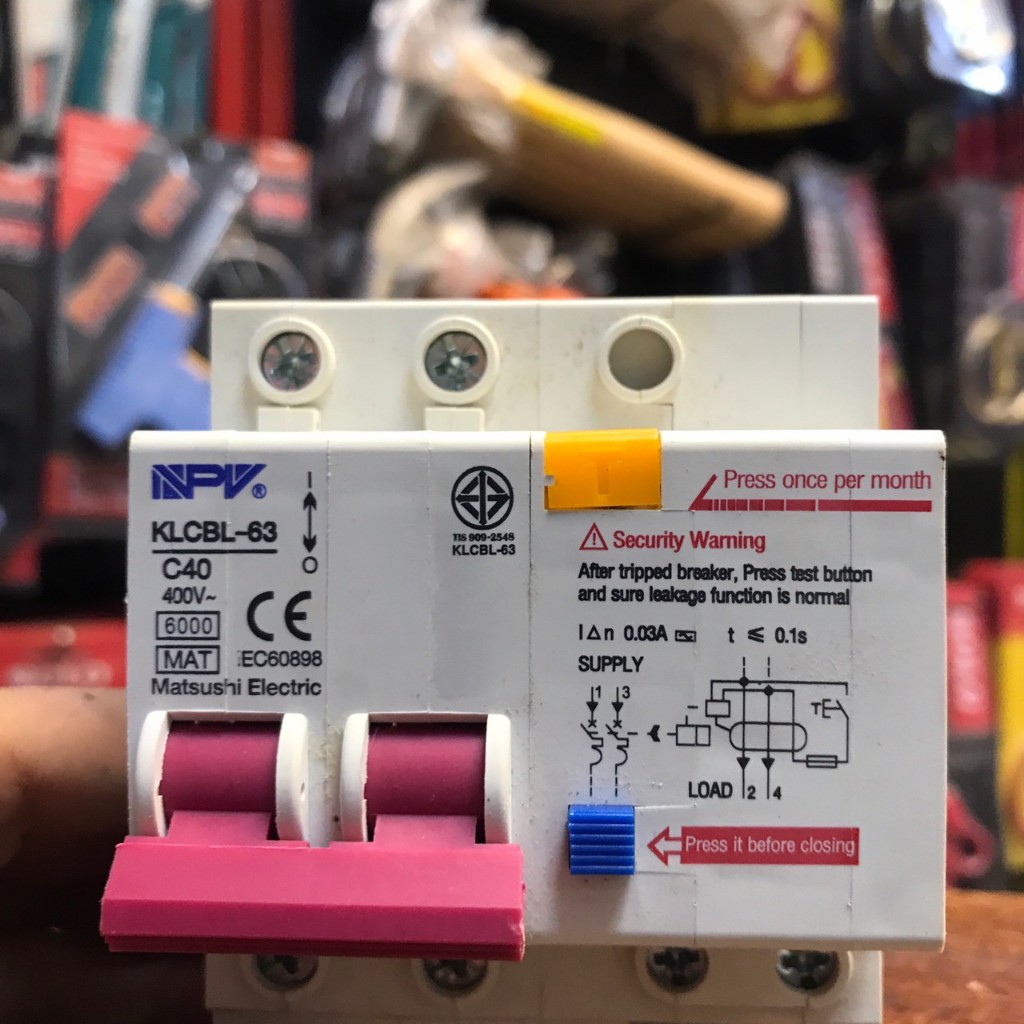 NPV®
KLCBL-63
C40
400V~
6000
MAT
IEC60898
Matsushi Electric
I
O
CE
TIS 909-2548
KLCBL-63
Press once per month
Security Warning
After tripped breaker, Press test button
and sure leakage function is normal
I∆n 0.03A t ≤ 0.1s
SUPPLY
1 3
T
LOAD 2 4
Press it before closing